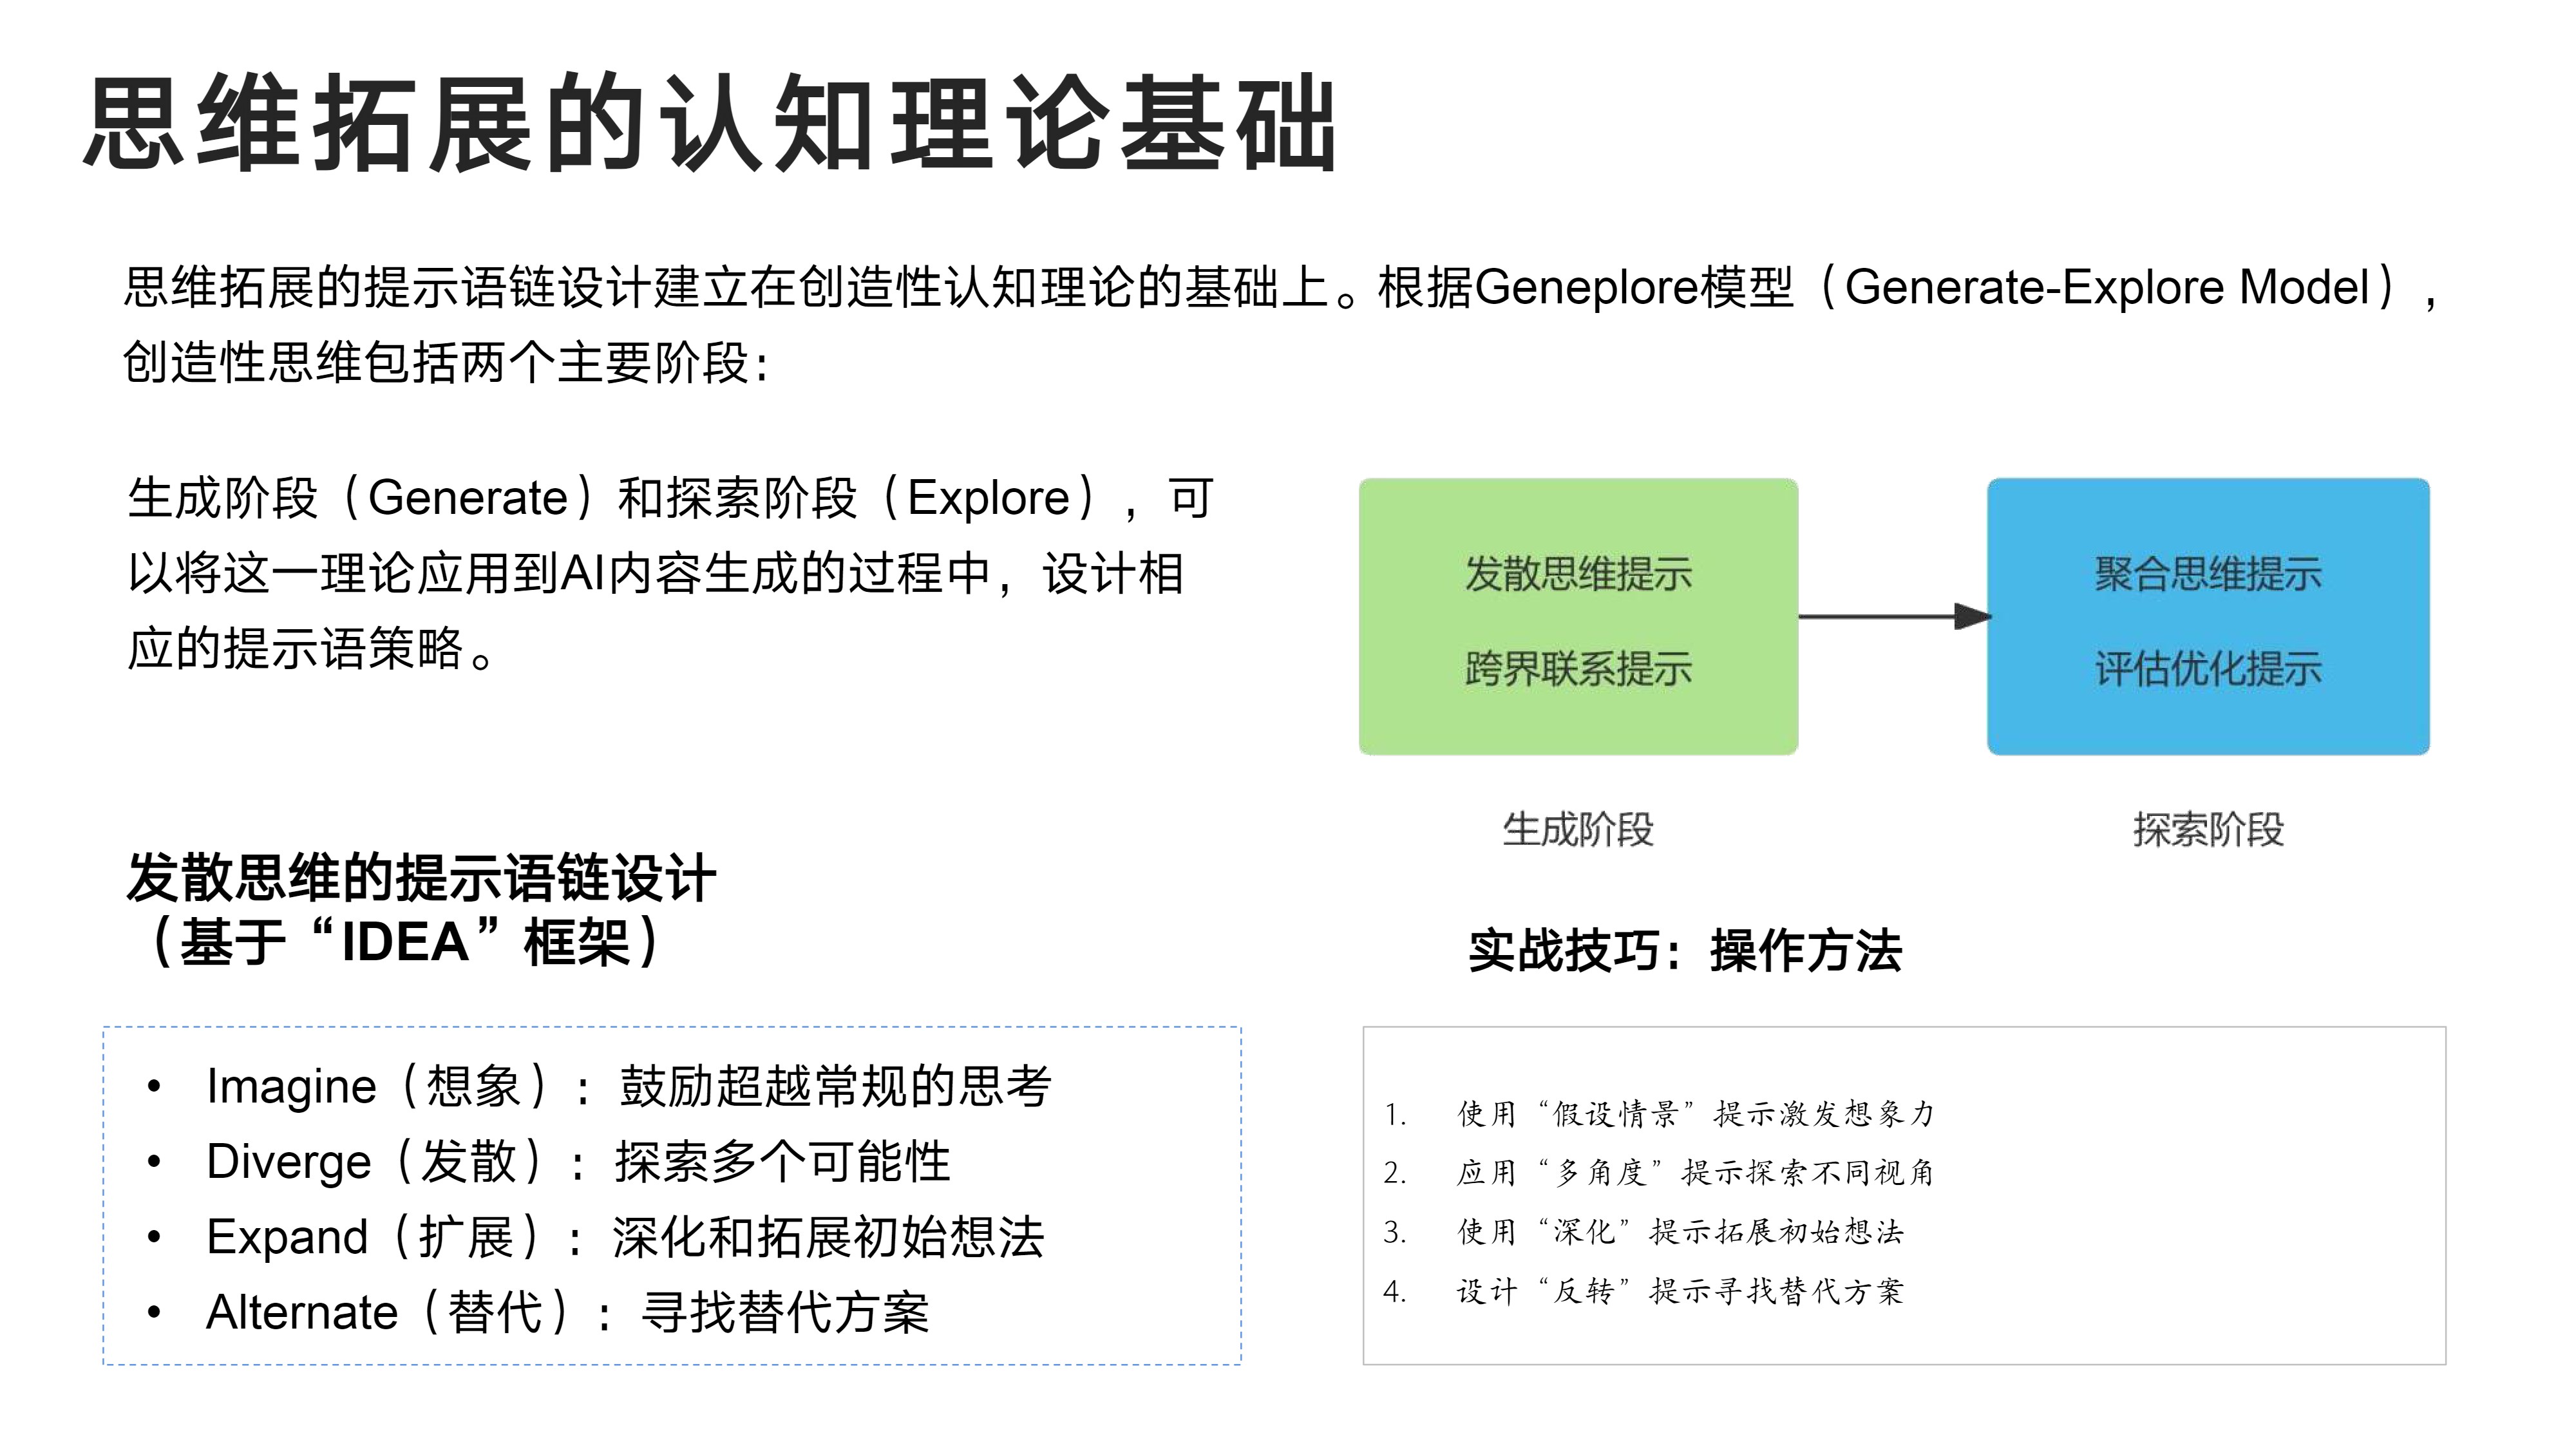 思维拓展的认知理论基础
思维拓展的提示语链设计建立在创造性认知理论的基础上。根据Geneplore模型（Generate-Explore Model），
创造性思维包括两个主要阶段：
生成阶段（Generate）和探索阶段（Explore），可
以将这一理论应用到AI内容生成的过程中，设计相
应的提示语策略。
发散思维提示
跨界联系提示
聚合思维提示
评估优化提示
生成阶段
探索阶段
发散思维的提示语链设计
（基于“IDEA”框架）
• Imagine（想象）：鼓励超越常规的思考
• Diverge（发散）：探索多个可能性
• Expand（扩展）：深化和拓展初始想法
• Alternate（替代）：寻找替代方案
实战技巧：操作方法
1. 使用“假设情景”提示激发想象力
2. 应用“多角度”提示探索不同视角
3. 使用“深化”提示拓展初始想法
4. 设计“反转”提示寻找替代方案